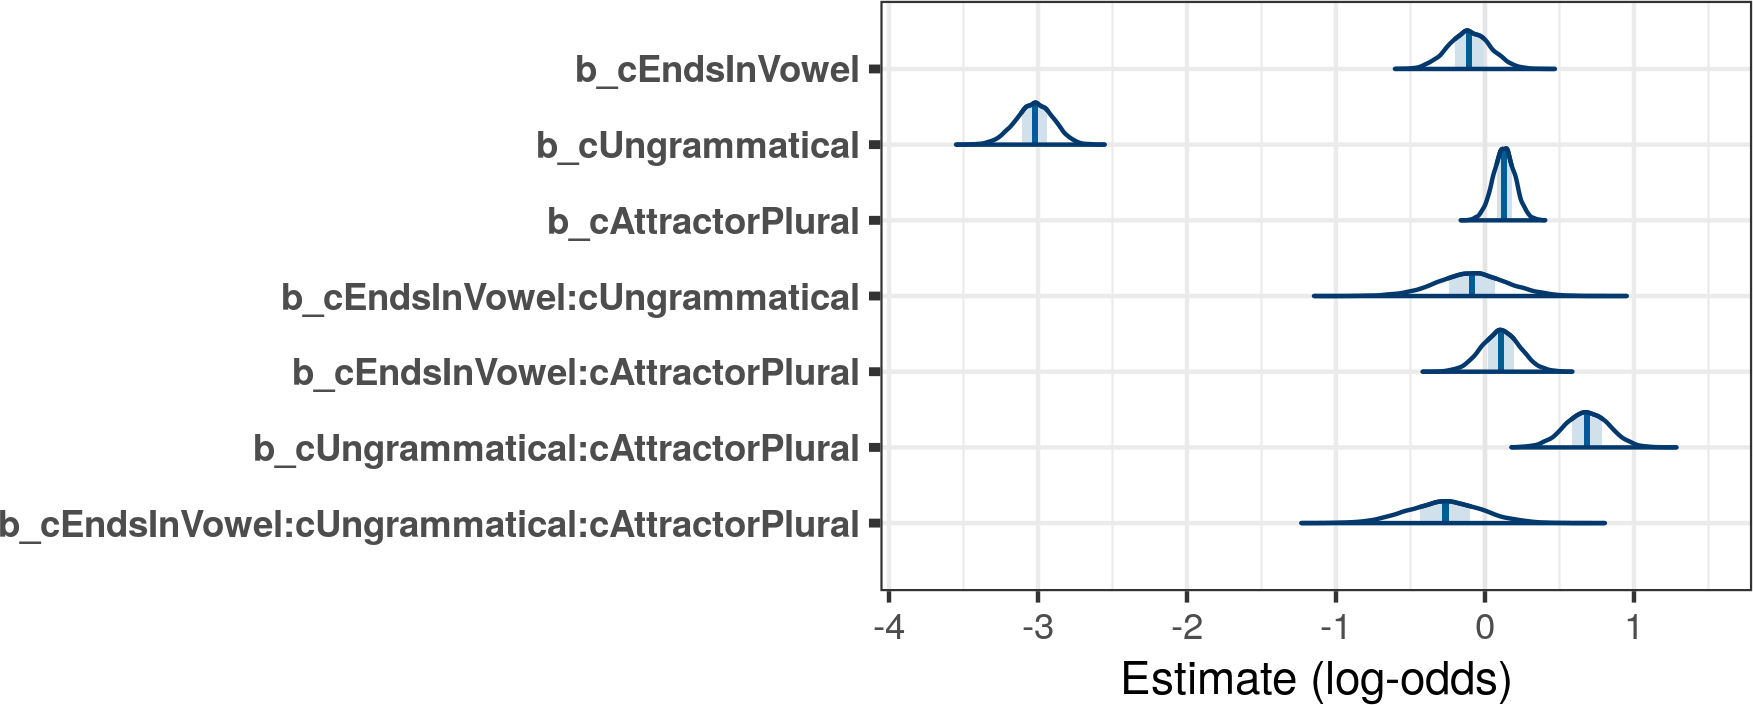 b_cEndsInVowel
b_cUngrammatical
b_cAttractorPlural
b_cEndsInVowel:cUngrammatical
b_cEndsInVowel:cAttractorPlural
b_cUngrammatical:cAttractorPlural
b_cEndsInVowel:cUngrammatical:cAttractorPlural
-4 -3 -2 -1 0 1
Estimate (log-odds)